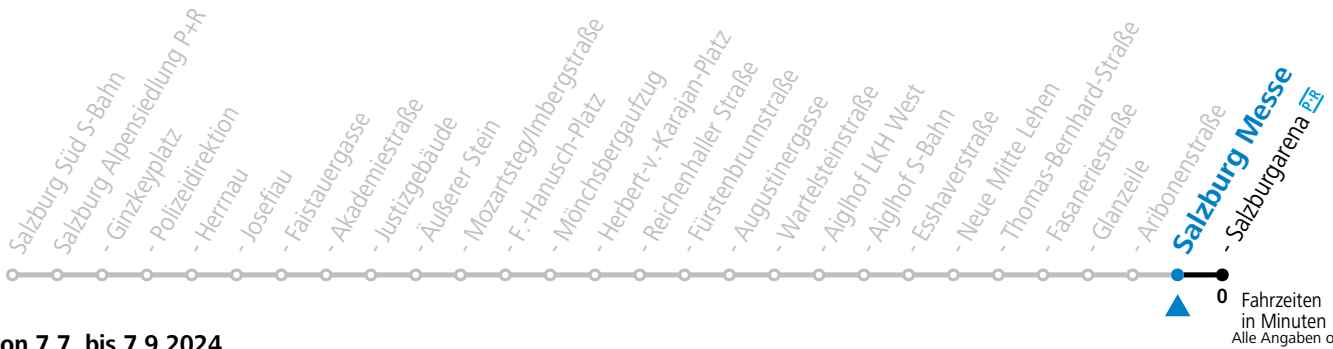 Salzburg Süd S-Bahn
Salzburg Alpensiedlung P+R
- Ginzkeyplatz
- Polizeidirektion
- Herrnau
- Josefiau
- Faistauergasse
- Akademiestraße
- Justizgebäude
- Äußerer Stein
- Mozartsteg/Imbergstraße
- F.-Hanusch-Platz
- Mönchsbergaufzug
- Herbert-v.-Karajan-Platz
- Reichenhaller Straße
- Fürstenbrunnstraße
- Augustinergasse
- Wartelsteinstraße
- Aiglhof LKH West
- Aiglhof S-Bahn
- Esshaverstraße
- Neue Mitte Lehen
- Thomas-Bernhard-Straße
- Fasaneriestraße
- Glanzeile
- Aribonenstraße
Salzburg Messe
- Salzburgarena P+R
0 Fahrzeiten
in Minuten
Alle Angaben o
on 7.7. bis 7.9.2024